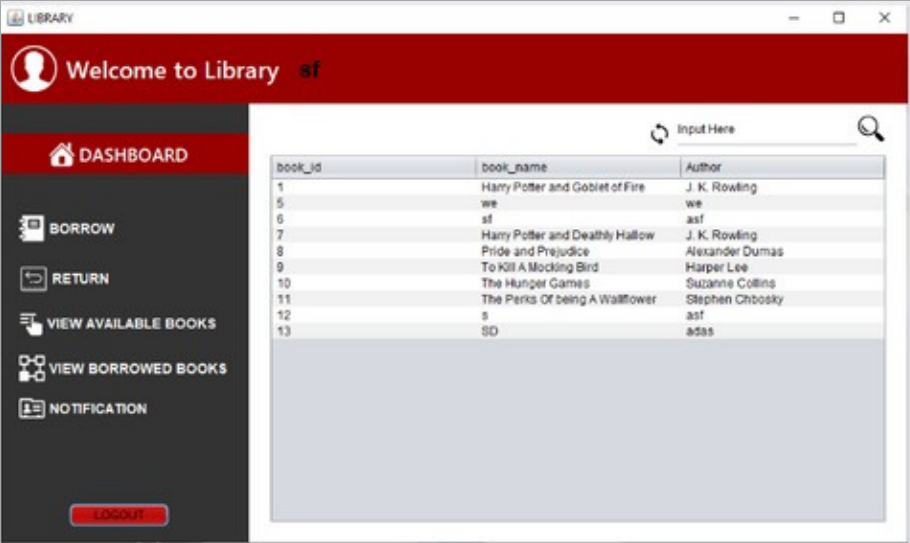 LIBRARY
Welcome to Library sf
DASHBOARD
BORROW
RETURN
VIEW AVAILABLE BOOKS
VIEW BORROWED BOOKS
NOTIFICATION
LOGOUT
Input Here
book_id book_name Author
1 Harry Potter and Goblet of Fire J. K. Rowling
5 we we
6 sf asf
7 Harry Potter and Deathly Hallow J. K. Rowling
8 Pride and Prejudice Alexander Dumas
9 To Kill A Mocking Bird Harper Lee
10 The Hunger Games Suzanne Collins
11 The Perks Of being A Wallflower Stephen Chbosky
12 s asf
13 SD adas